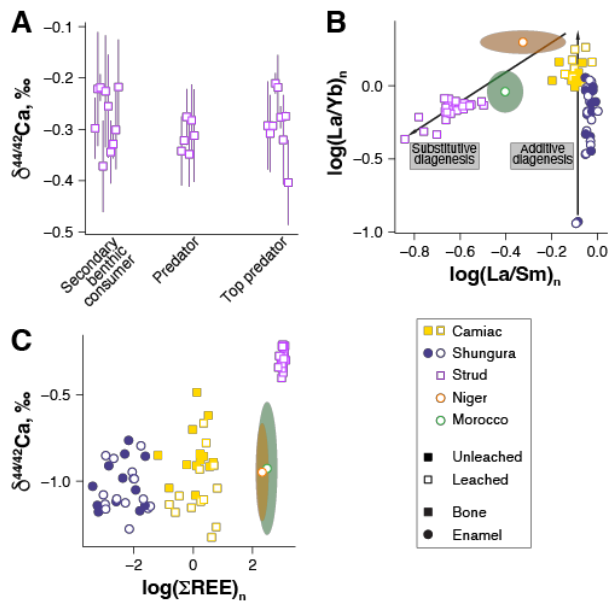 A
δ44/42Ca, ‰
−0.1
−0.2
−0.3
−0.4
−0.5
Secondary
benthic
consumer
Predator
Top predator
B
log(La/Yb)n
0.0
−0.5
−1.0
Substitutive
diagenesis
Additive
diagenesis
−0.8
−0.6
−0.4
−0.2
0.0
log(La/Sm)n
C
δ44/42Ca, ‰
−0.5
−1.0
−2
0
2
log(ΣREE)n
Camiac
Shungura
Strud
Niger
Morocco
Unleached
Leached
Bone
Enamel